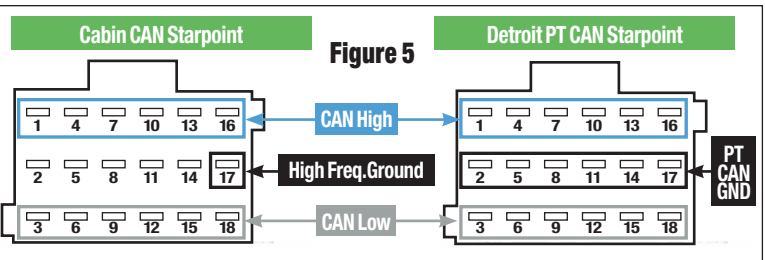 Cabin CAN Starpoint
Figure 5
Detroit PT CAN Starpoint
1 4 7 10 13 16
CAN High
1 4 7 10 13 16
2 5 8 11 14 17
High Freq.Ground
2 5 8 11 14 17
PT
CAN
GND
3 6 9 12 15 18
CAN Low
3 6 9 12 15 18